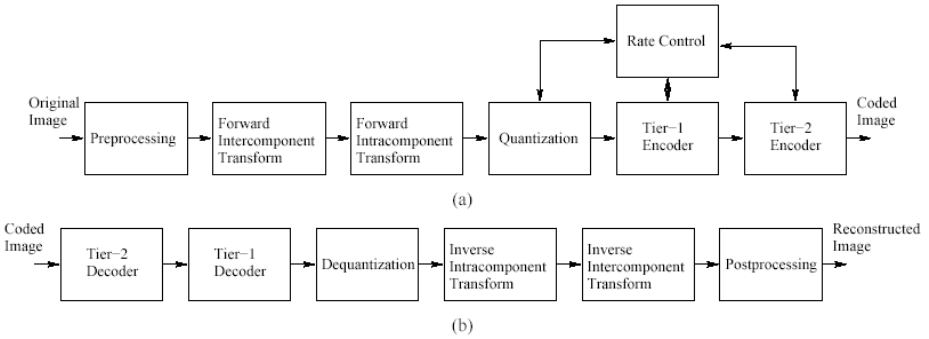 Rate Control
Original
Image
Preprocessing
Forward
Intercomponent
Transform
Forward
Intracomponent
Transform
Quantization
Tier−1
Encoder
Tier−2
Encoder
Coded
Image
(a)
Coded
Image
Tier−2
Decoder
Tier−1
Decoder
Dequantization
Inverse
Intracomponent
Transform
Inverse
Intercomponent
Transform
Postprocessing
Reconstructed
Image
(b)